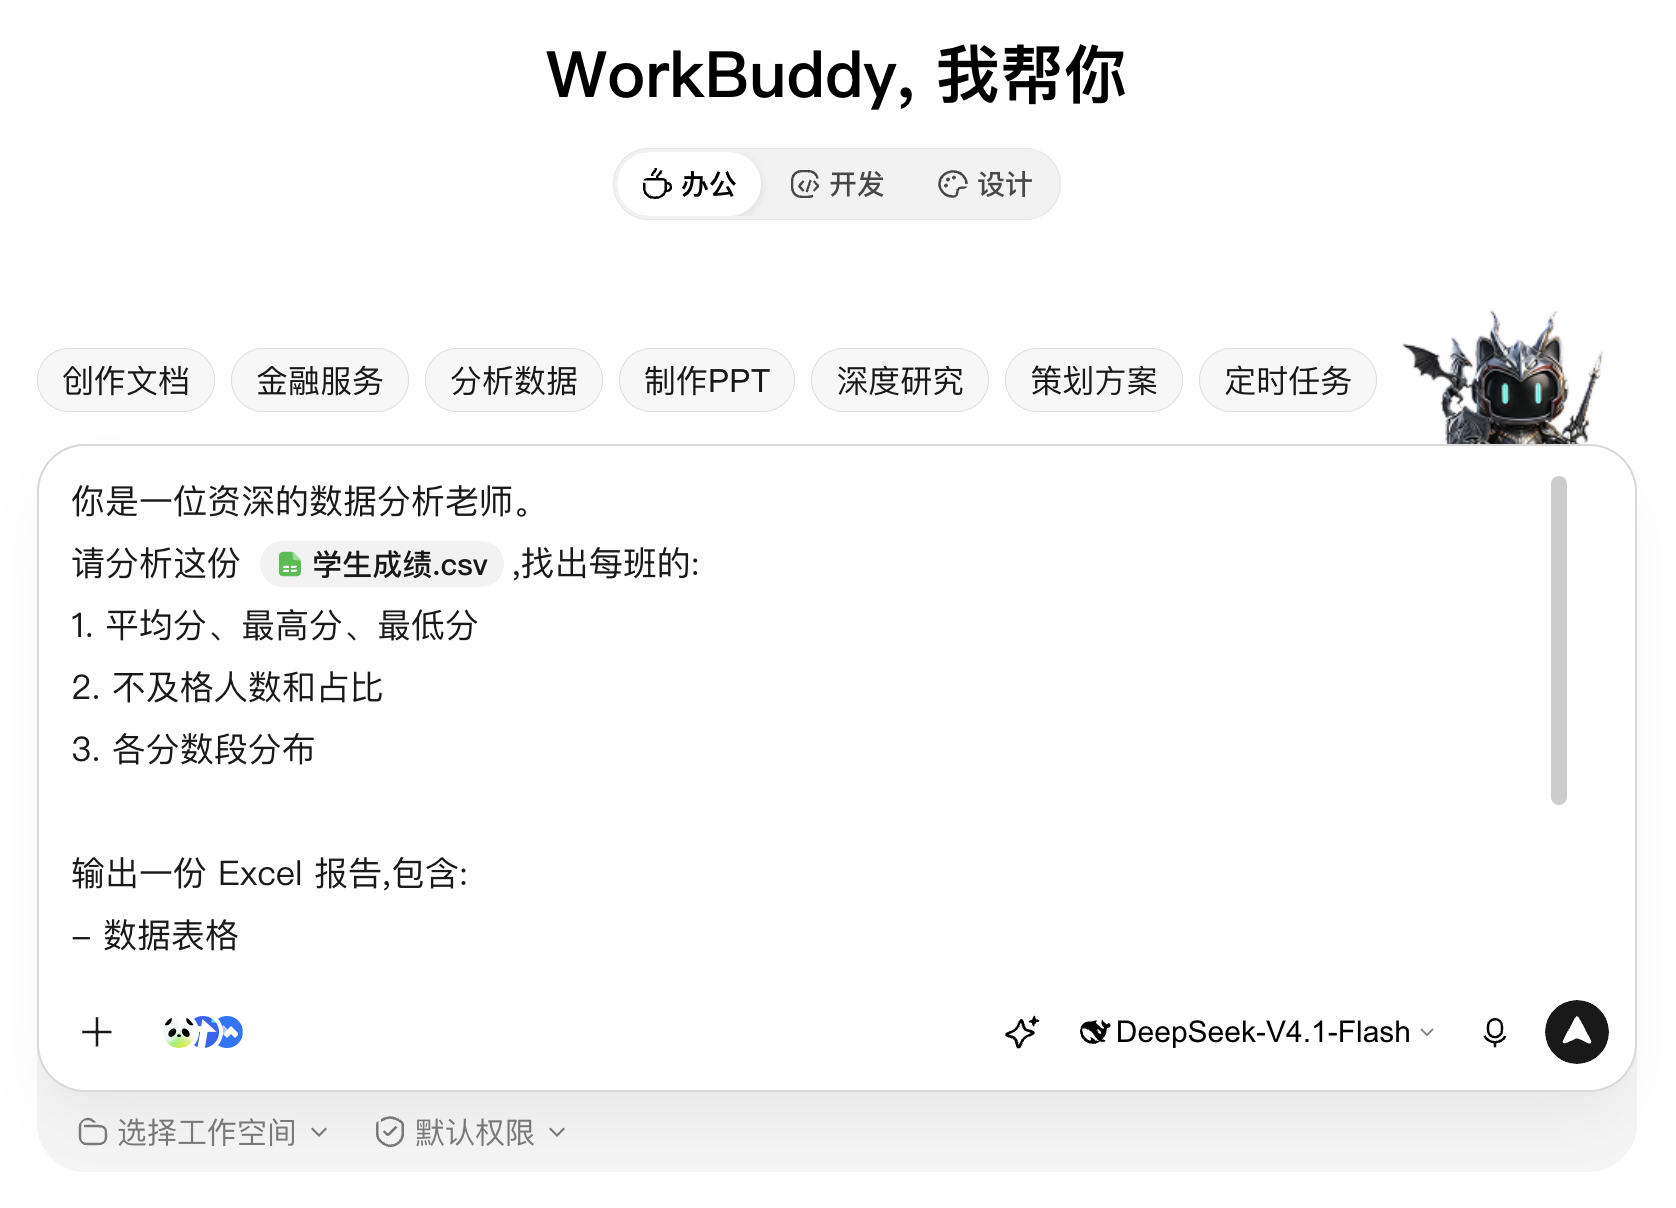 WorkBuddy, 我帮你
办公 开发 设计
创作文档 金融服务 分析数据 制作PPT 深度研究 策划方案 定时任务
你是一位资深的数据分析老师。
请分析这份 学生成绩.csv ,找出每班的:
1. 平均分、最高分、最低分
2. 不及格人数和占比
3. 各分数段分布
输出一份 Excel 报告,包含:
– 数据表格
DeepSeek-V4.1-Flash
选择工作空间 默认权限